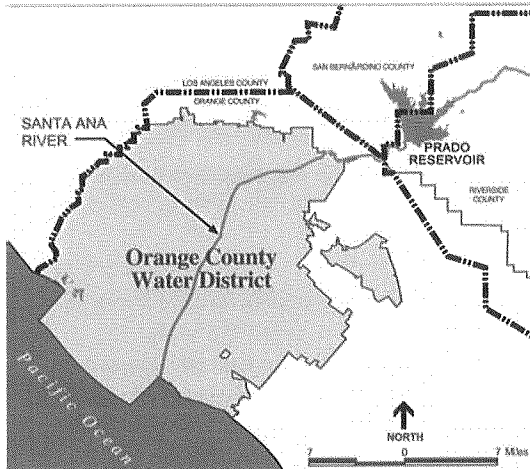 SAN BERNARDINO COUNTY
LOS ANGELES COUNTY
ORANGE COUNTY
SANTA ANA
RIVER
PRADO
RESERVOIR
RIVERSIDE
COUNTY
Orange County
Water District
Pacific Ocean
NORTH
7 0 7 Miles